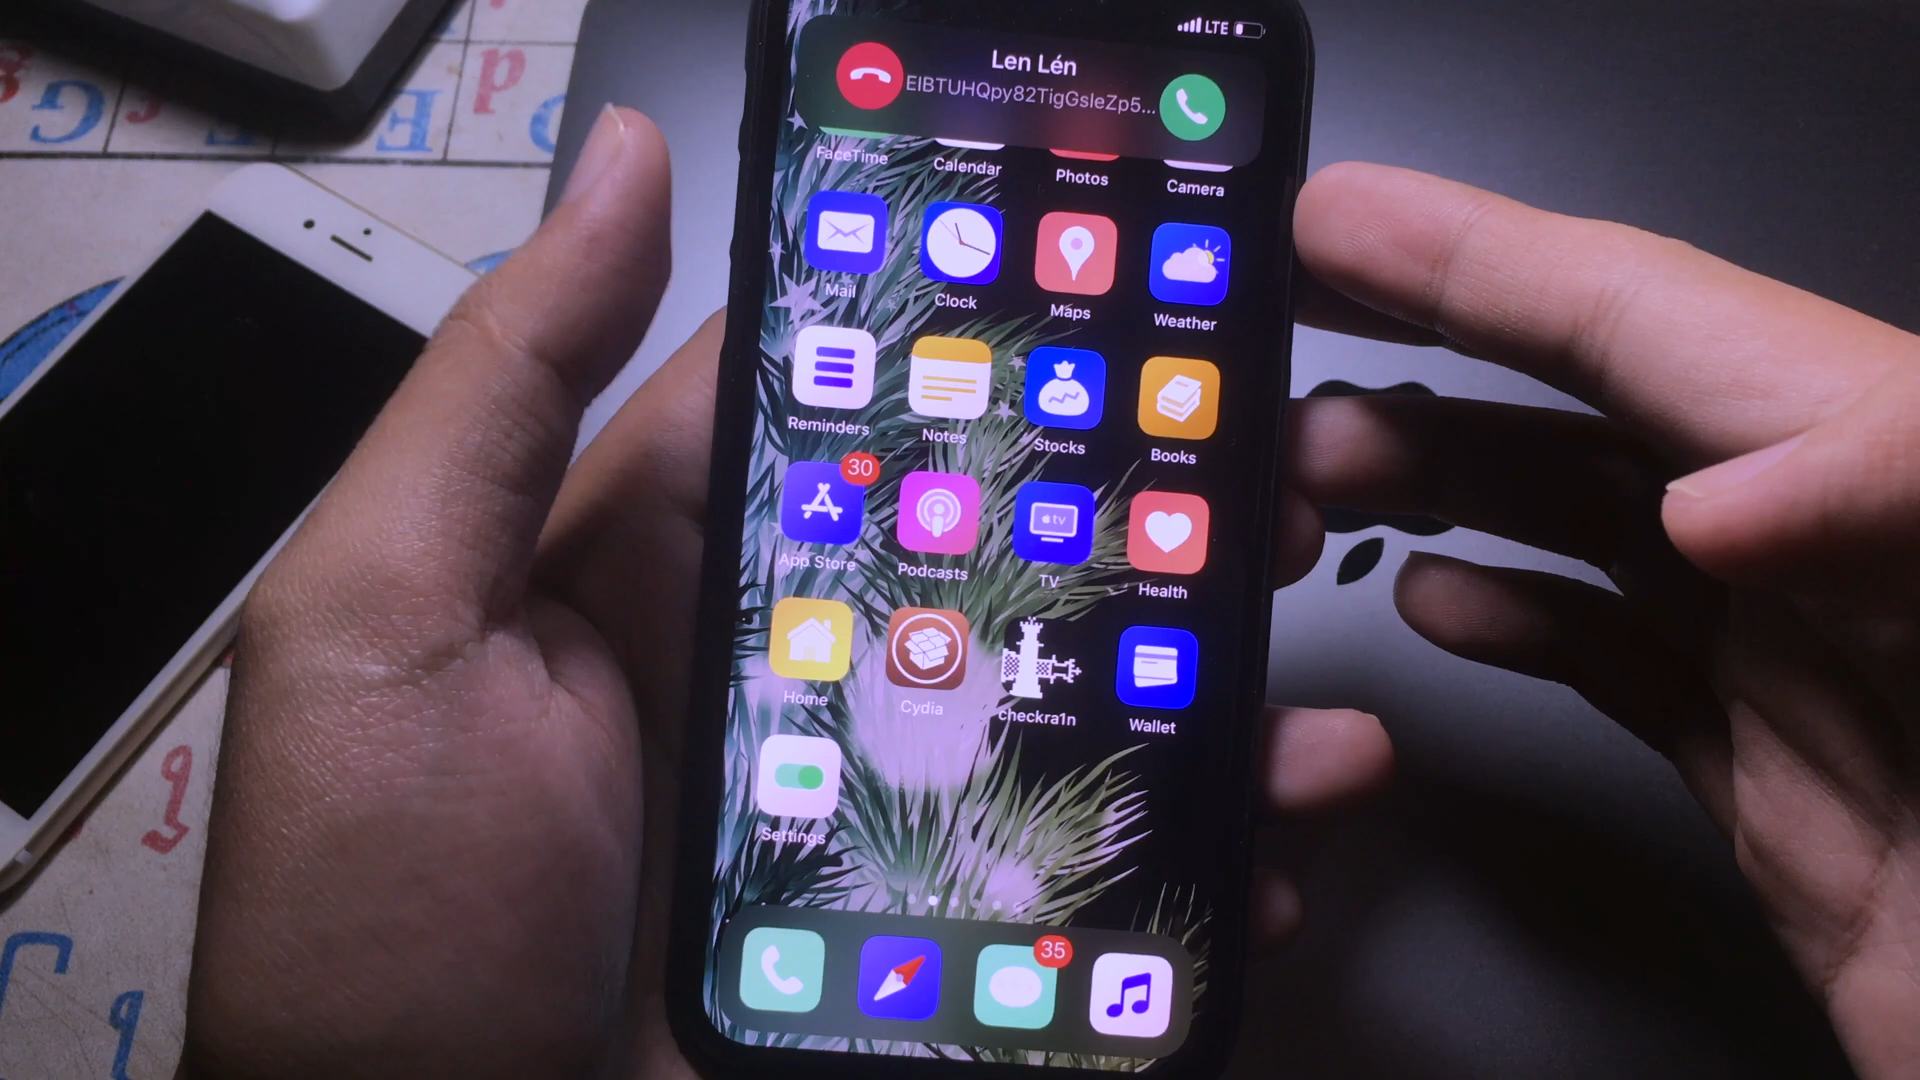 LTE
Len Lén
EIBTUHQpy82TigGsleZp5...
FaceTime
Calendar
Photos
Camera
Mail
Clock
Maps
Weather
Reminders
Notes
Stocks
Books
30
tv
App Store
Podcasts
TV
Health
Home
Cydia
checkra1n
Wallet
Settings
35